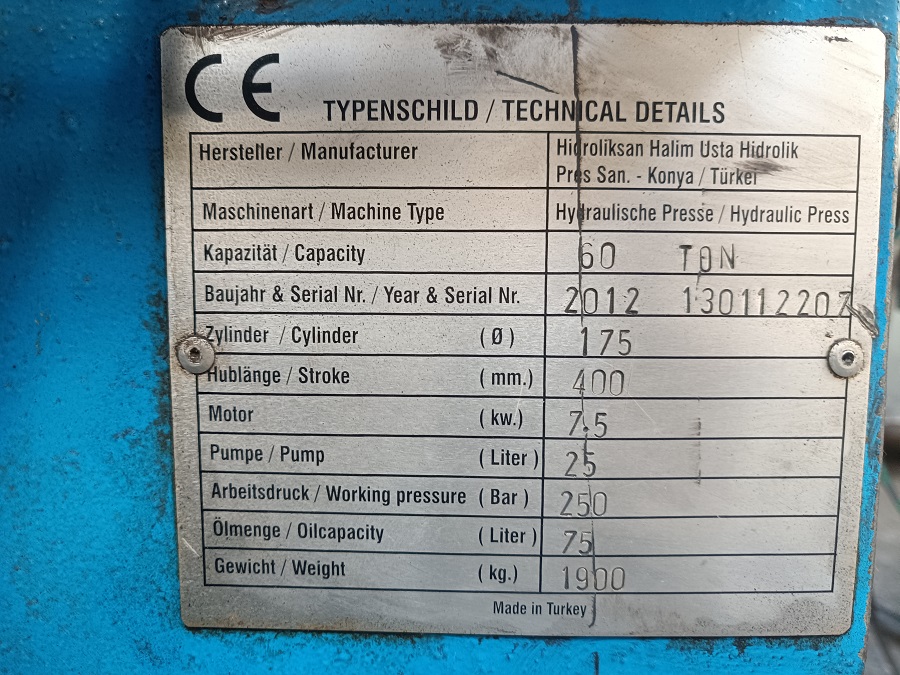 CE
TYPENSCHILD / TECHNICAL DETAILS
Hersteller / Manufacturer
Hidroliksan Halim Usta Hidrolik
Pres San. - Konya / Türkei
Maschinenart / Machine Type Hydraulische Presse / Hydraulic Press
Kapazität / Capacity 60 TON
Baujahr & Serial Nr. / Year & Serial Nr. 2012 130112207
Zylinder / Cylinder (Ø) 175
Hublänge / Stroke (mm.) 400
Motor (kw.) 7.5
Pumpe / Pump (Liter) 25
Arbeitsdruck / Working pressure (Bar) 250
Ölmenge / Oilcapacity (Liter) 75
Gewicht / Weight (kg.) 1900
Made in Turkey